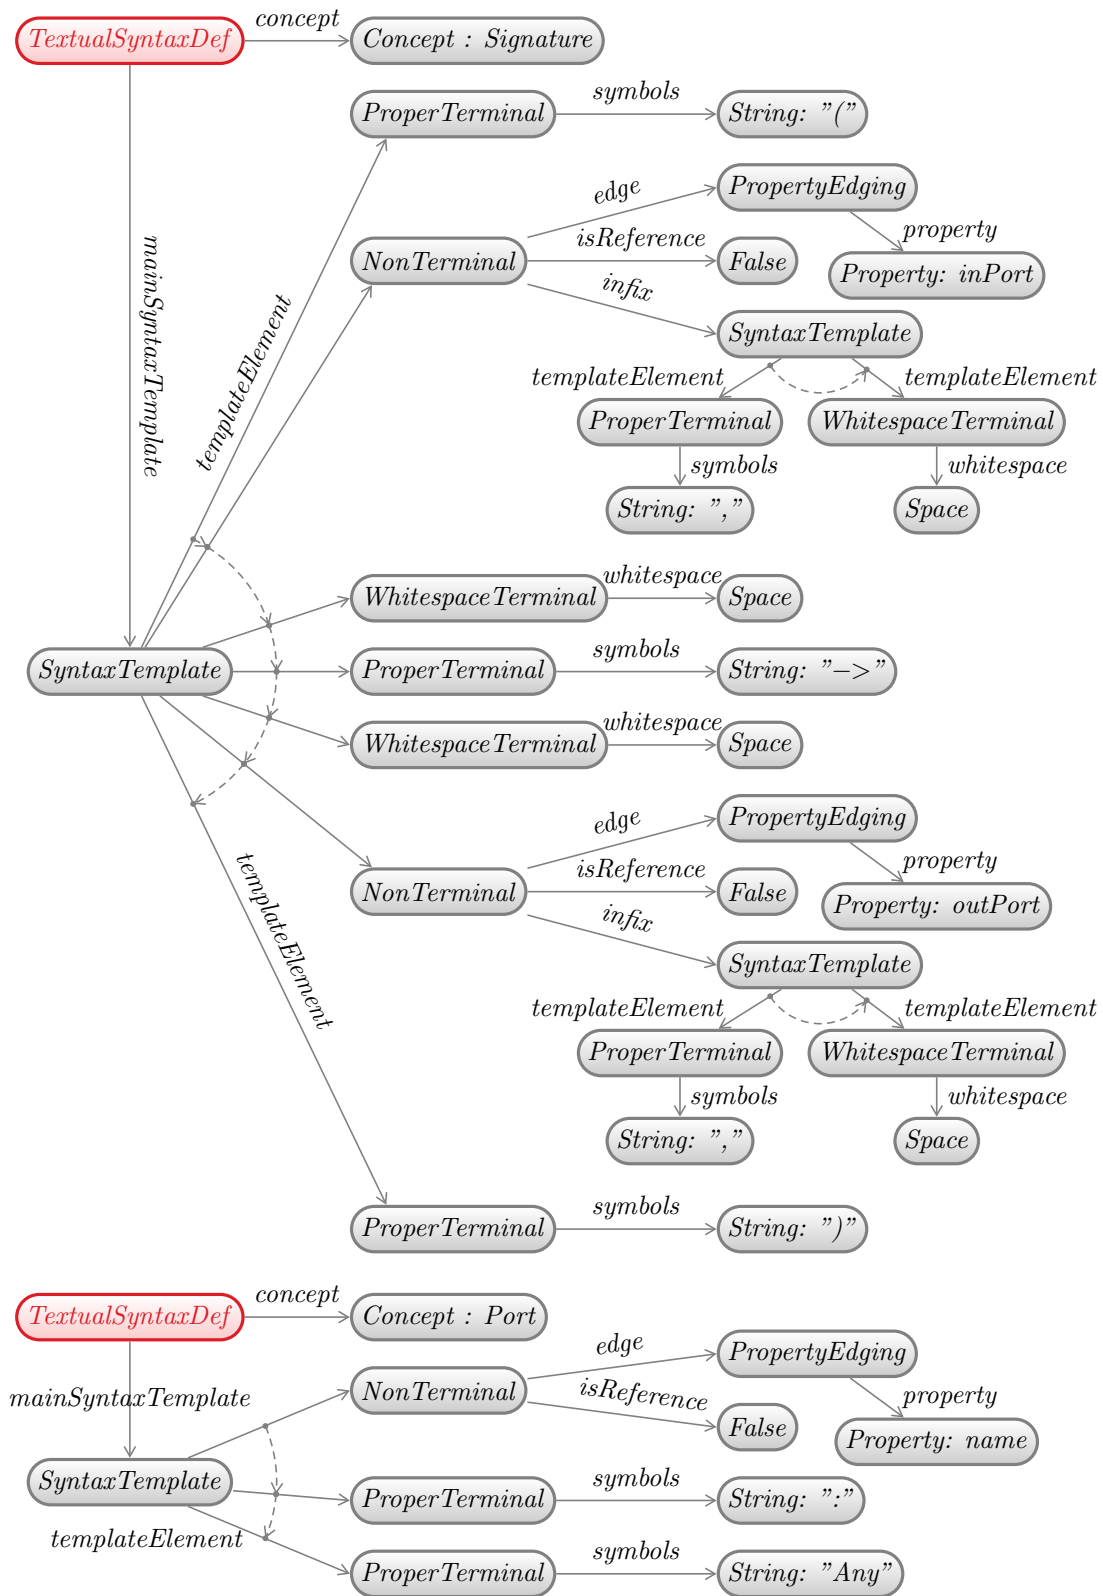 TextualSyntaxDef
concept
Concept : Signature
mainSyntaxTemplate
ProperTerminal
symbols
String: "("
templateElement
NonTerminal
edge
PropertyEdging
property
Property: inPort
isReference
False
infix
SyntaxTemplate
templateElement
templateElement
ProperTerminal
WhitespaceTerminal
symbols
whitespace
String: ","
Space
WhitespaceTerminal
whitespace
Space
SyntaxTemplate
ProperTerminal
symbols
String: "->"
WhitespaceTerminal
whitespace
Space
NonTerminal
edge
PropertyEdging
property
Property: outPort
isReference
False
infix
SyntaxTemplate
templateElement
templateElement
ProperTerminal
WhitespaceTerminal
symbols
whitespace
String: ","
Space
templateElement
ProperTerminal
symbols
String: ")"
TextualSyntaxDef
concept
Concept : Port
mainSyntaxTemplate
NonTerminal
edge
PropertyEdging
property
Property: name
isReference
False
SyntaxTemplate
ProperTerminal
symbols
String: ":"
templateElement
ProperTerminal
symbols
String: "Any"